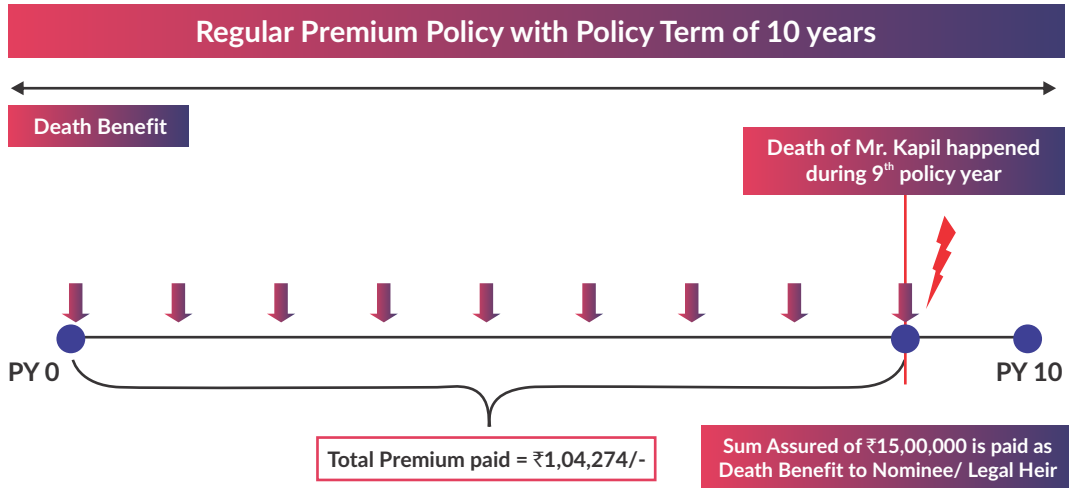 Regular Premium Policy with Policy Term of 10 years
Death Benefit
Death of Mr. Kapil happened
during 9th policy year
PY 0
PY 10
Total Premium paid = ₹1,04,274/-
Sum Assured of ₹15,00,000 is paid as
Death Benefit to Nominee/ Legal Heir